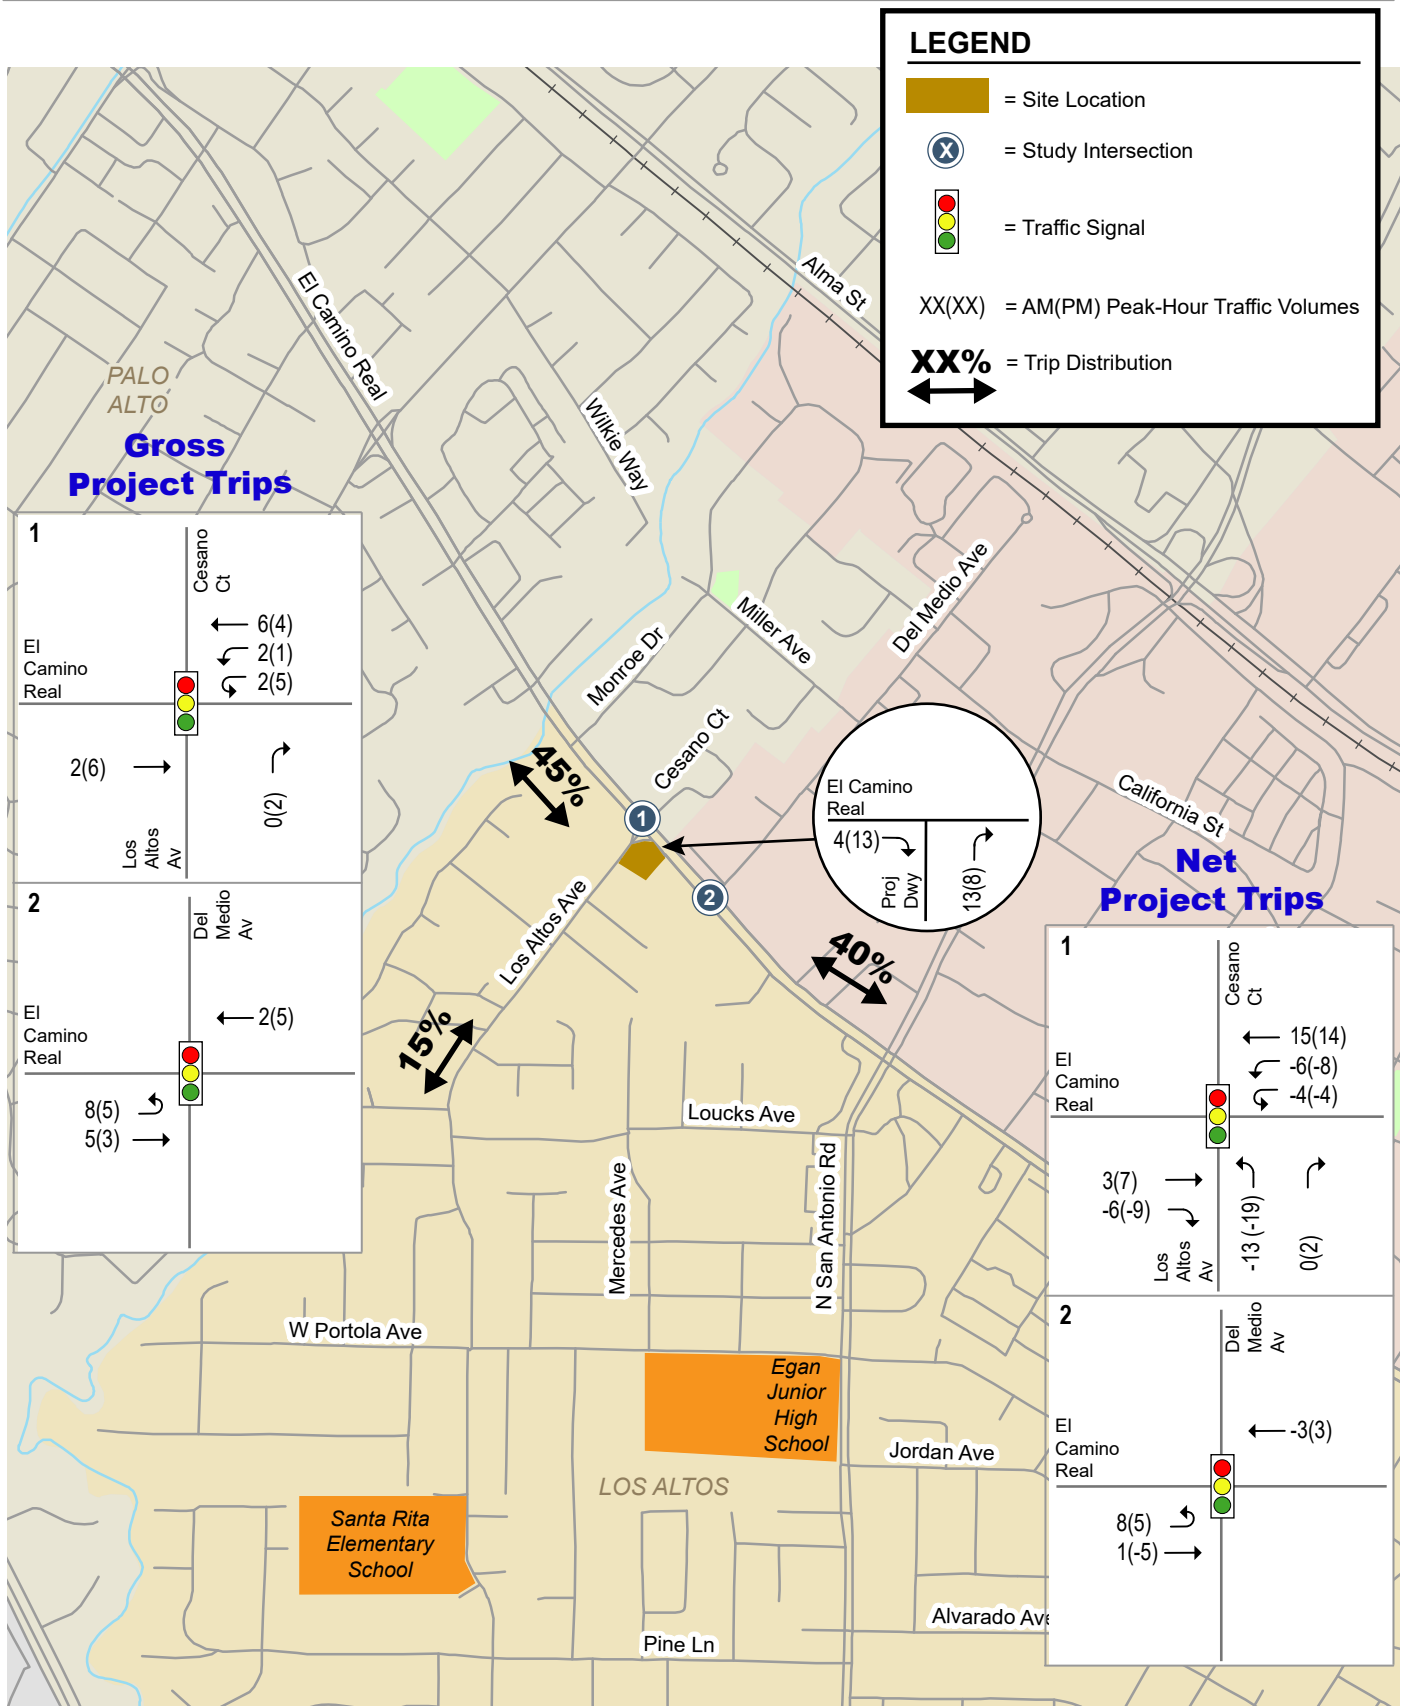 LEGEND
= Site Location
X
= Study Intersection
= Traffic Signal
XX(XX) = AM(PM) Peak-Hour Traffic Volumes
XX% = Trip Distribution
Alma St
El Camino Real
PALO
ALTO
Wilkie Way
Gross
Project Trips
1
Cesano
Ct
6(4)
2(1)
2(5)
El
Camino
Real
2(6)
0(2)
Los
Altos
Av
2
Del
Medio
Av
El
Camino
Real
2(5)
8(5)
5(3)
Del Medio Ave
Miller Ave
Monroe Dr
Cesano Ct
45%
1
2
El Camino
Real
4(13)
Proj
Dwy
13(8)
California St
Los Altos Ave
40%
15%
Net
Project Trips
1
Cesano
Ct
15(14)
-6(-8)
-4(-4)
El
Camino
Real
3(7)
-6(-9)
-13 (-19)
0(2)
Los
Altos
Av
2
Del
Medio
Av
-3(3)
El
Camino
Real
8(5)
1(-5)
Loucks Ave
Mercedes Ave
N San Antonio Rd
W Portola Ave
Egan
Junior
High
School
Jordan Ave
LOS ALTOS
Santa Rita
Elementary
School
Alvarado Ave
Pine Ln